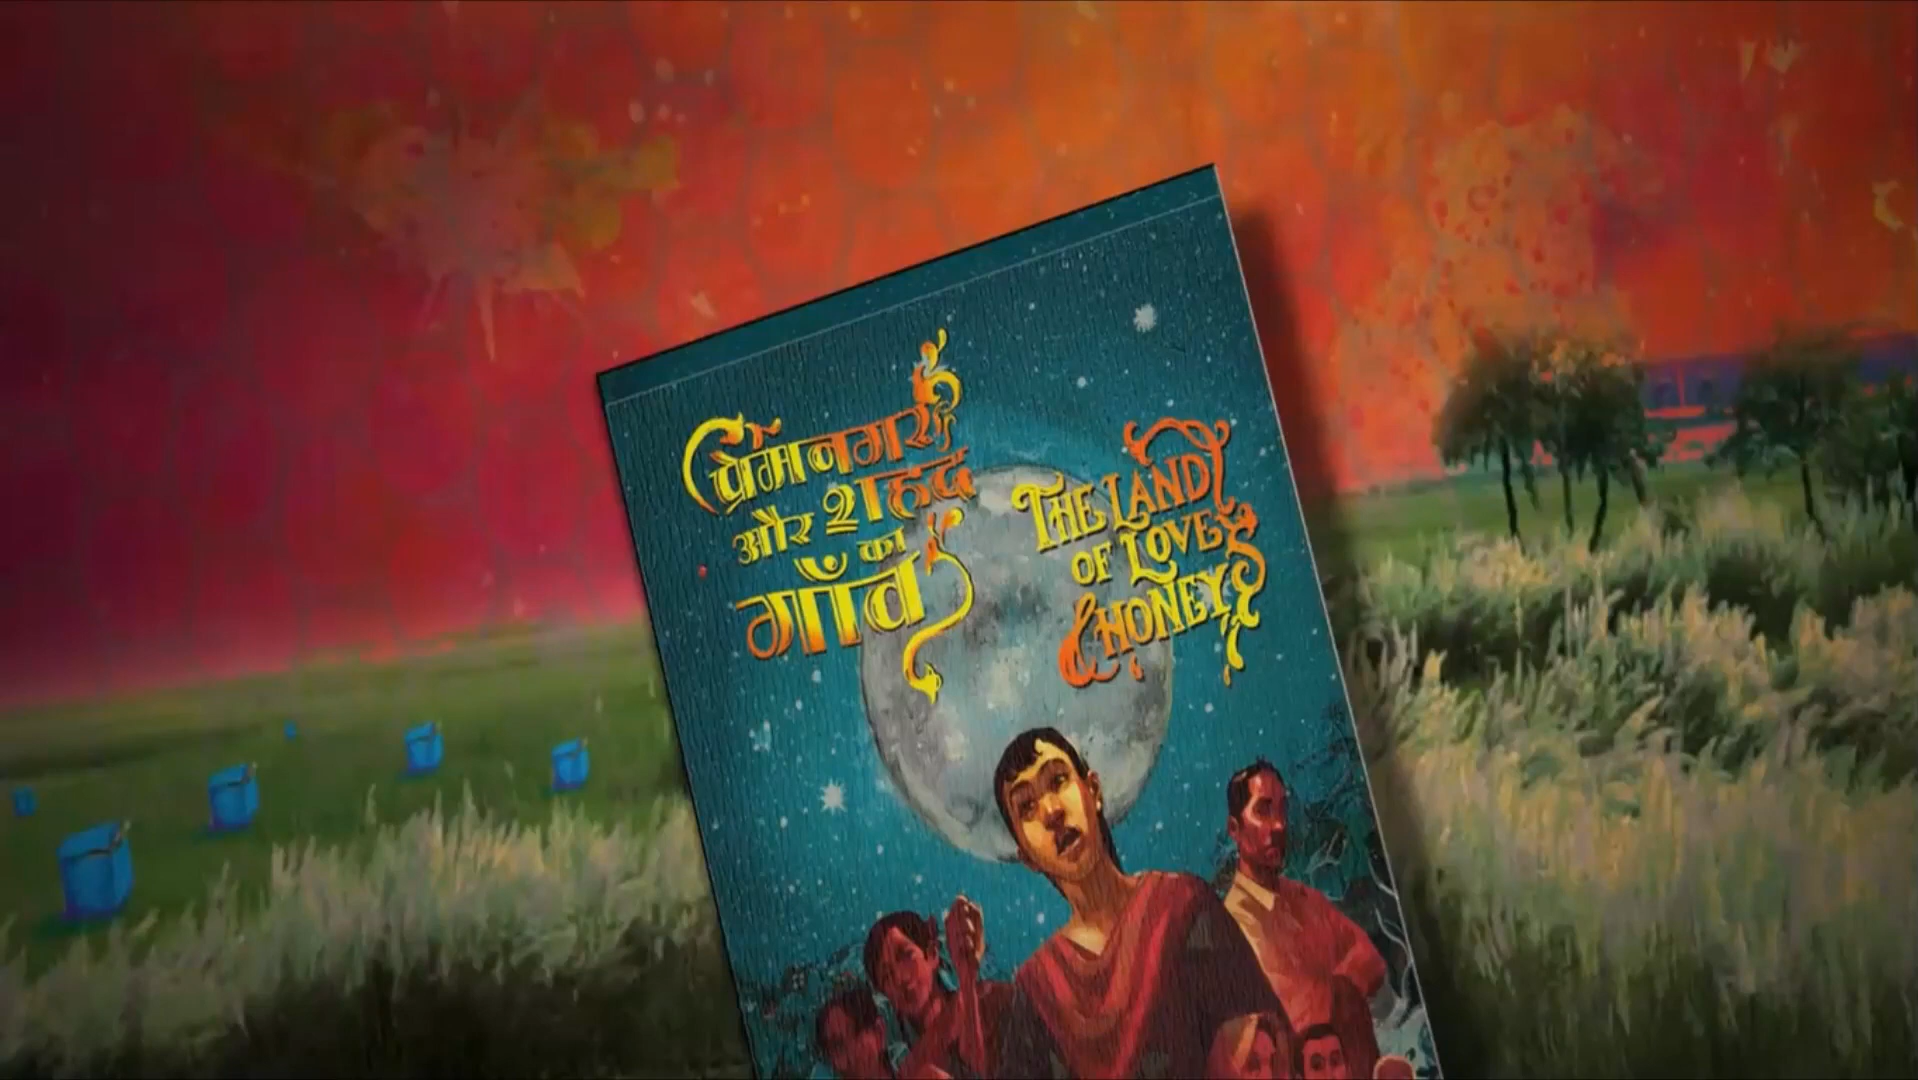 प्रेमनगर
और शहद
का
गाँव
THE LAND
OF LOVE
& HONEY